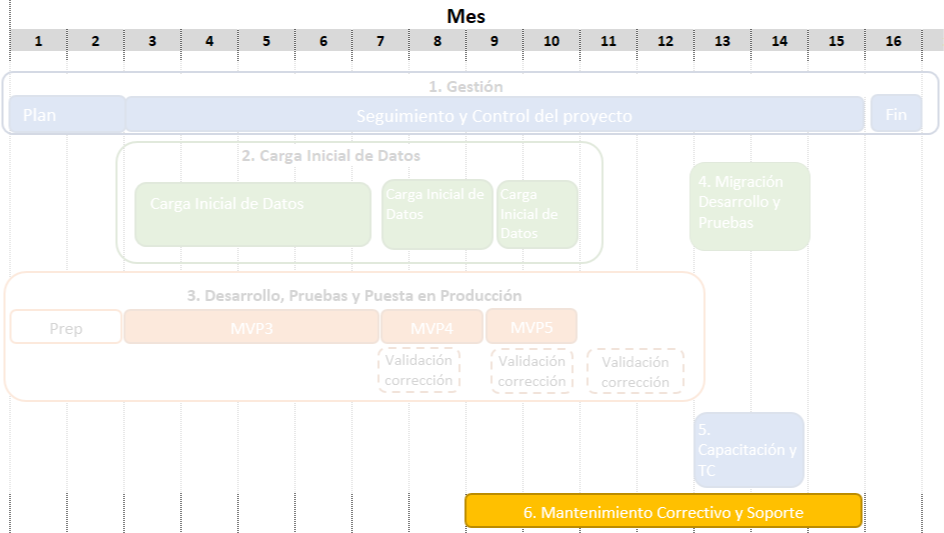 Mes
1 2 3 4 5 6 7 8 9 10 11 12 13 14 15 16
1. Gestión
Plan
Seguimiento y Control del proyecto
Fin
2. Carga Inicial de Datos
Carga Inicial de Datos
Carga Inicial de
Datos
Carga
Inicial de
Datos
4. Migración
Desarrollo y
Pruebas
3. Desarrollo, Pruebas y Puesta en Producción
Prep
MVP3
MVP4
MVP5
Validación
corrección
Validación
corrección
Validación
corrección
5.
Capacitación y
TC
6. Mantenimiento Correctivo y Soporte